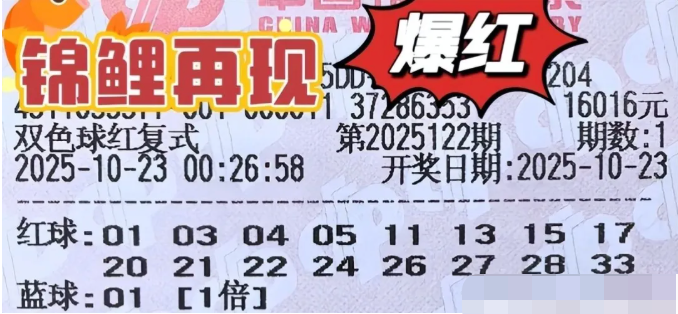 CHINA W
锦鲤再现
爆红
204
37286353
16016元
双色球红复式 第2025122期 期数:1
2025-10-23 00:26:58 开奖日期:2025-10-23
红球:01 03 04 05 11 13 15 17
20 21 22 24 26 27 28 33
蓝球:01 [1倍]